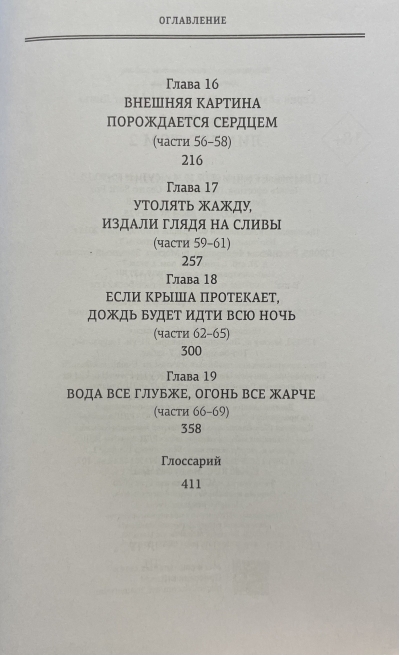 ОГЛАВЛЕНИЕ
Глава 16
ВНЕШНЯЯ КАРТИНА
ПОРОЖДАЕТСЯ СЕРДЦЕМ
(части 56–58)
216
Глава 17
УТОЛЯТЬ ЖАЖДУ,
ИЗДАЛИ ГЛЯДЯ НА СЛИВЫ
(части 59–61)
257
Глава 18
ЕСЛИ КРЫША ПРОТЕКАЕТ,
ДОЖДЬ БУДЕТ ИДТИ ВСЮ НОЧЬ
(части 62–65)
300
Глава 19
ВОДА ВСЕ ГЛУБЖЕ, ОГОНЬ ВСЕ ЖАРЧЕ
(части 66–69)
358
Глоссарий
411